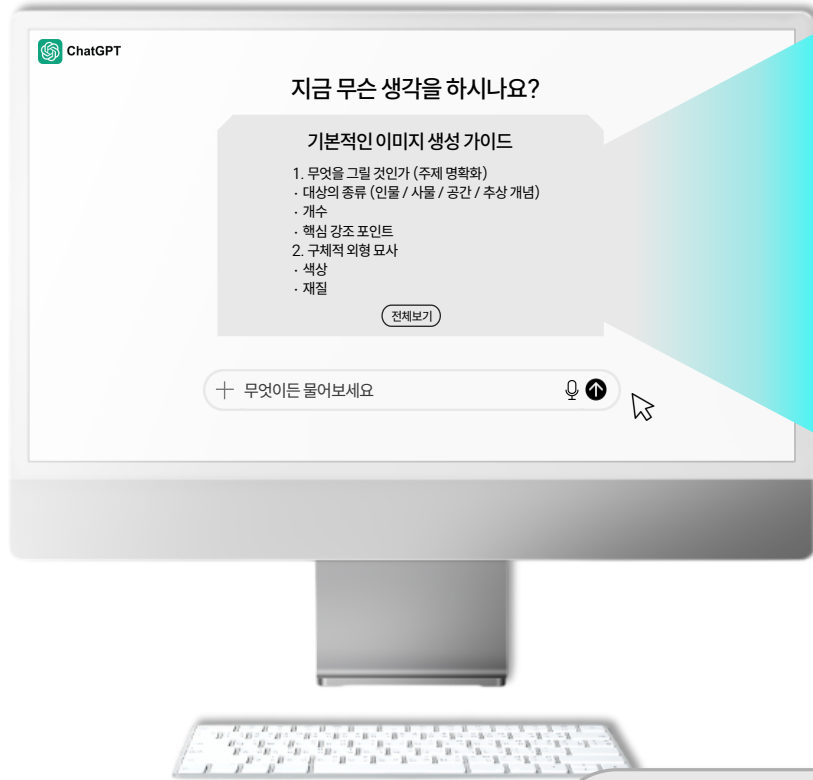 ChatGPT
지금 무슨 생각을 하시나요?
기본적인 이미지 생성 가이드
1. 무엇을 그릴 것인가 (주제 명확화)
· 대상의 종류 (인물 / 사물 / 공간 / 추상 개념)
· 개수
· 핵심 강조 포인트
2. 구체적 외형 묘사
· 색상
· 재질
전체보기
무엇이든 물어보세요